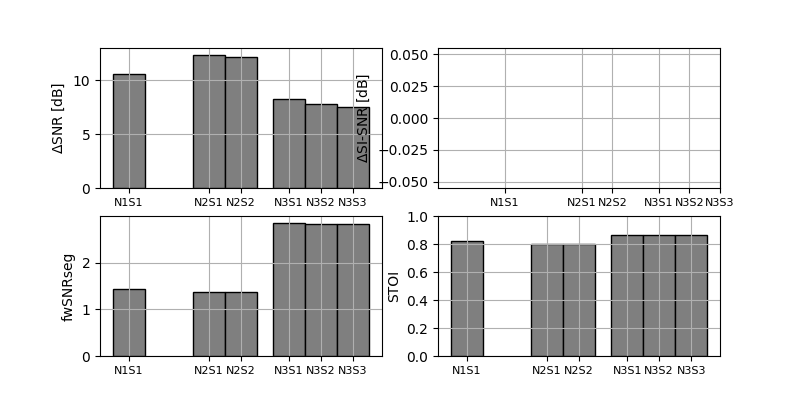 ΔSNR [dB]
10
5
0
N1S1 N2S1 N2S2 N3S1 N3S2 N3S3
ΔSI-SNR [dB]
0.050
0.025
0.000
−0.025
−0.050
N1S1 N2S1 N2S2 N3S1 N3S2 N3S3
fwSNRseg
2
1
0
N1S1 N2S1 N2S2 N3S1 N3S2 N3S3
STOI
1.0
0.8
0.6
0.4
0.2
0.0
N1S1 N2S1 N2S2 N3S1 N3S2 N3S3